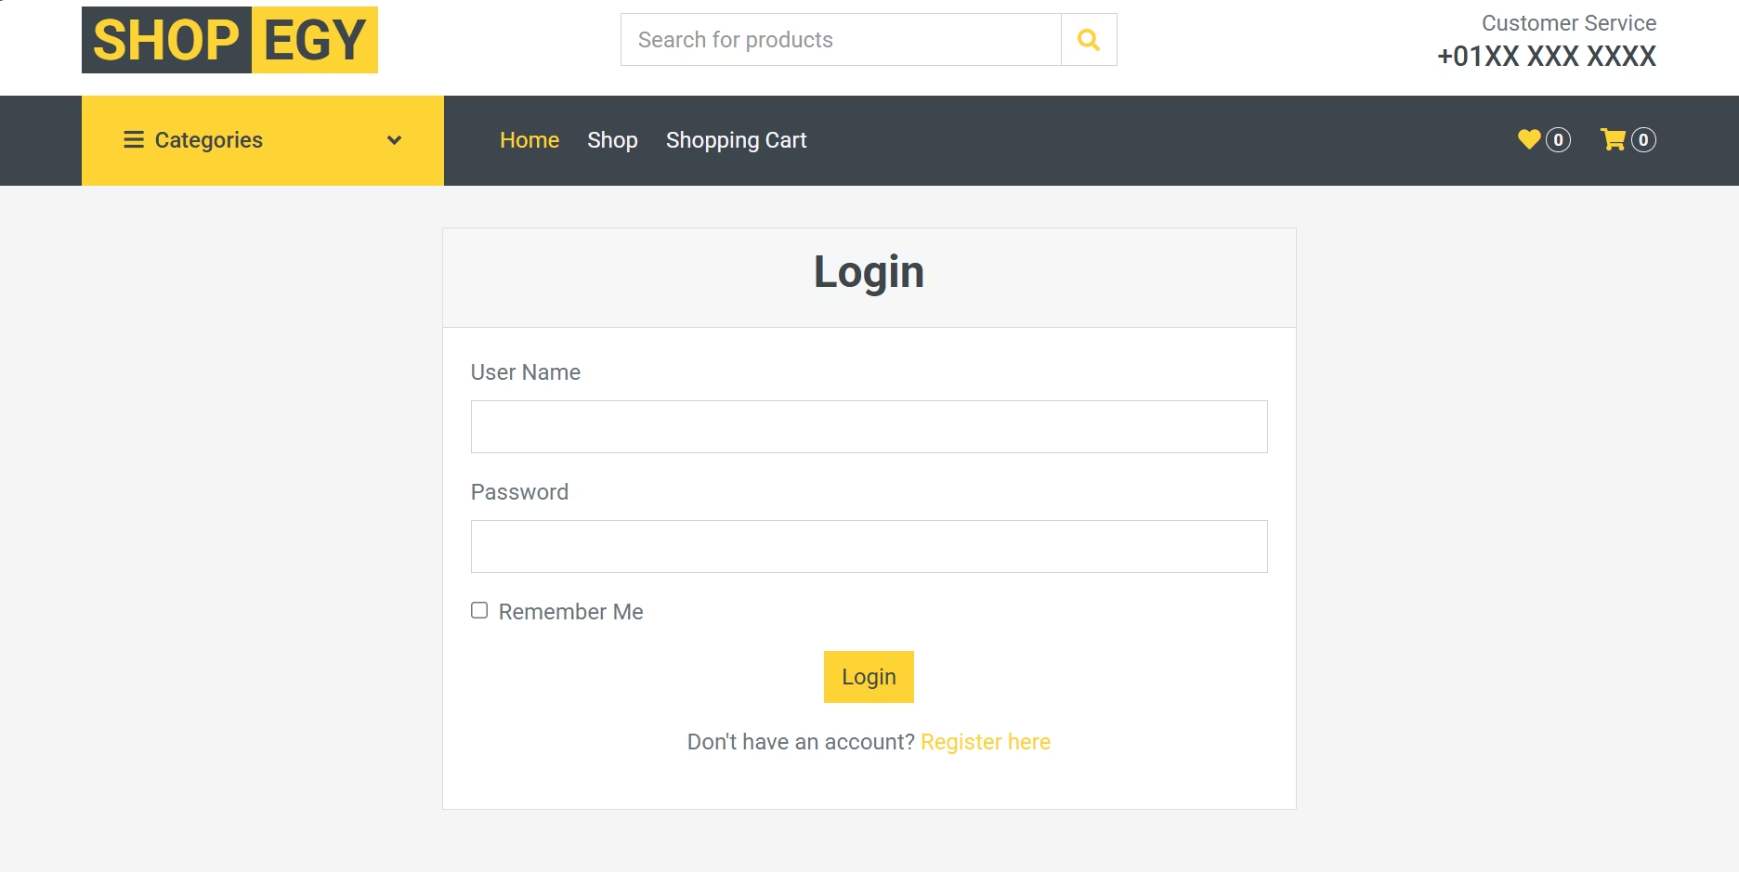 SHOP EGY
Search for products
Customer Service
+01XX XXX XXXX
Categories
Home Shop Shopping Cart
0 0
Login
User Name
Password
Remember Me
Login
Don't have an account? Register here